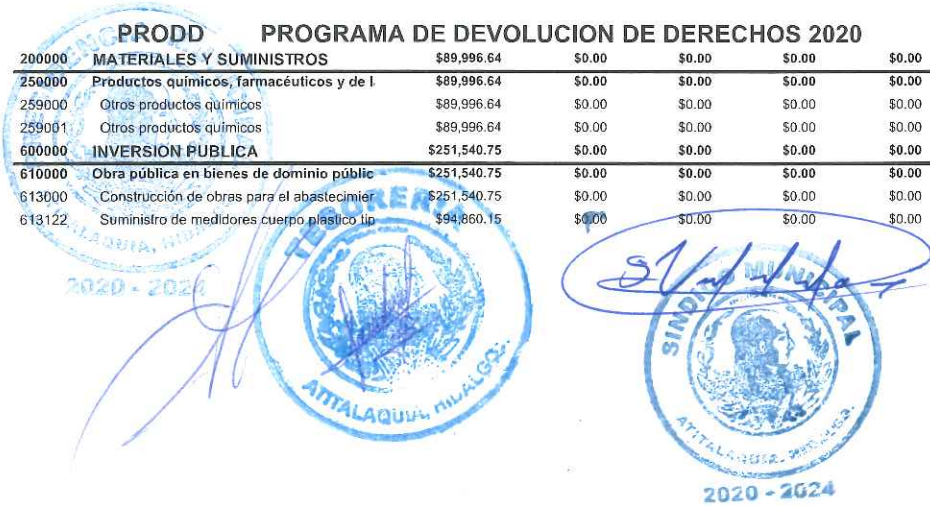 PRODD PROGRAMA DE DEVOLUCION DE DERECHOS 2020
200000 MATERIALES Y SUMINISTROS $89,996.64 $0.00 $0.00 $0.00 $0.00
250000 Productos químicos, farmacéuticos y de l $89,996.64 $0.00 $0.00 $0.00 $0.00
259000 Otros productos químicos $89,996.64 $0.00 $0.00 $0.00 $0.00
259001 Otros productos químicos $89,996.64 $0.00 $0.00 $0.00 $0.00
600000 INVERSION PUBLICA $251,540.75 $0.00 $0.00 $0.00 $0.00
610000 Obra pública en bienes de dominio públic $251,540.75 $0.00 $0.00 $0.00 $0.00
613000 Construcción de obras para el abastecimier $251,540.75 $0.00 $0.00 $0.00 $0.00
613122 Suministro de medidores cuerpo plastico tip $94,860.15 $0.00 $0.00 $0.00 $0.00
2020 - 2024
TESORERIA
ATITALAQUIA, HIDALGO.
SINDICO MUNICIPAL
ATITALAQUIA, HIDALGO.
2020 - 2024